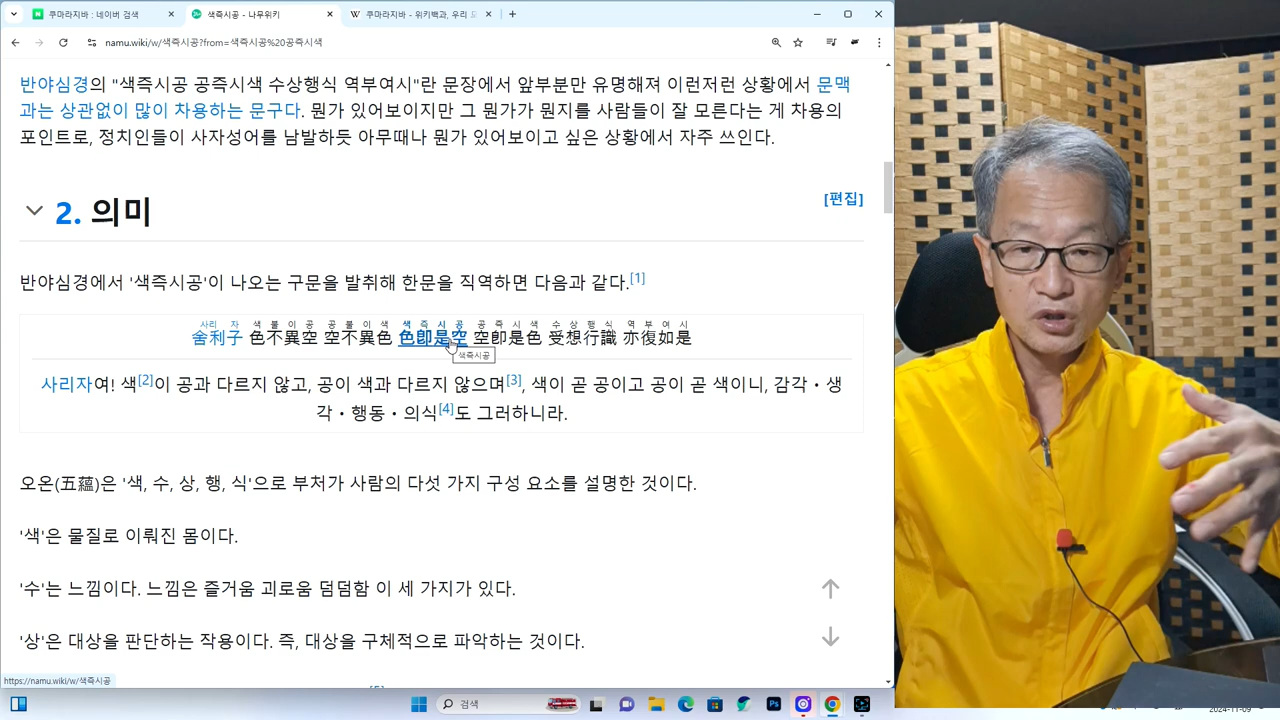 쿠마라지바 : 네이버 검색
색즉시공 - 나무위키
쿠마라지바 - 위키백과, 우리 모
namu.wiki/w/색즉시공?from=색즉시공%20공즉시색
반야심경의 "색즉시공 공즉시색 수상행식 역부여시"란 문장에서 앞부분만 유명해져 이런저런 상황에서 문맥
과는 상관없이 많이 차용하는 문구다. 뭔가 있어보이지만 그 뭔가가 뭔지를 사람들이 잘 모른다는 게 차용의
포인트로, 정치인들이 사자성어를 남발하듯 아무때나 뭔가 있어보이고 싶은 상황에서 자주 쓰인다.
2. 의미
[편집]
반야심경에서 '색즉시공'이 나오는 구문을 발취해 한문을 직역하면 다음과 같다.[1]
사리 자 색 불 이 공 공 불 이 색 색 즉 시 공 공 즉 시 색 수 상 행 식 역 부 여 시
舍利子 色不異空 空不異色 色卽是空 空卽是色 受想行識 亦復如是
색즉시공
사리자여! 색[2]이 공과 다르지 않고, 공이 색과 다르지 않으며[3], 색이 곧 공이고 공이 곧 색이니, 감각・생
각・행동・의식[4]도 그러하니라.
오온(五蘊)은 '색, 수, 상, 행, 식'으로 부처가 사람의 다섯 가지 구성 요소를 설명한 것이다.
'색'은 물질로 이뤄진 몸이다.
'수'는 느낌이다. 느낌은 즐거움 괴로움 덤덤함 이 세 가지가 있다.
'상'은 대상을 판단하는 작용이다. 즉, 대상을 구체적으로 파악하는 것이다.
https://namu.wiki/w/색즉시공
검색
2024-11-09